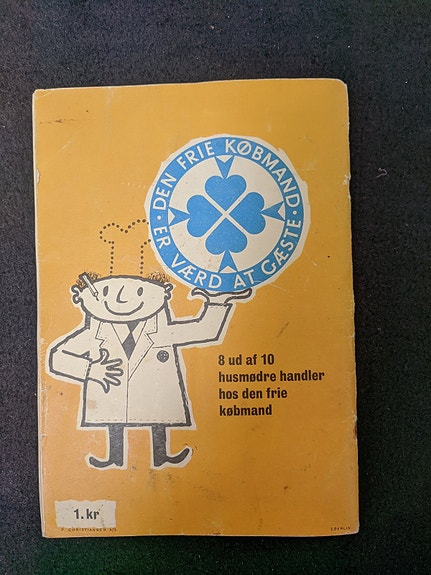 DEN FRIE KØBMAND
ER VÆRD AT GÆSTE
8 ud af 10
husmødre handler
hos den frie
købmand
1. kr
F. CHRISTIANSEN A/S